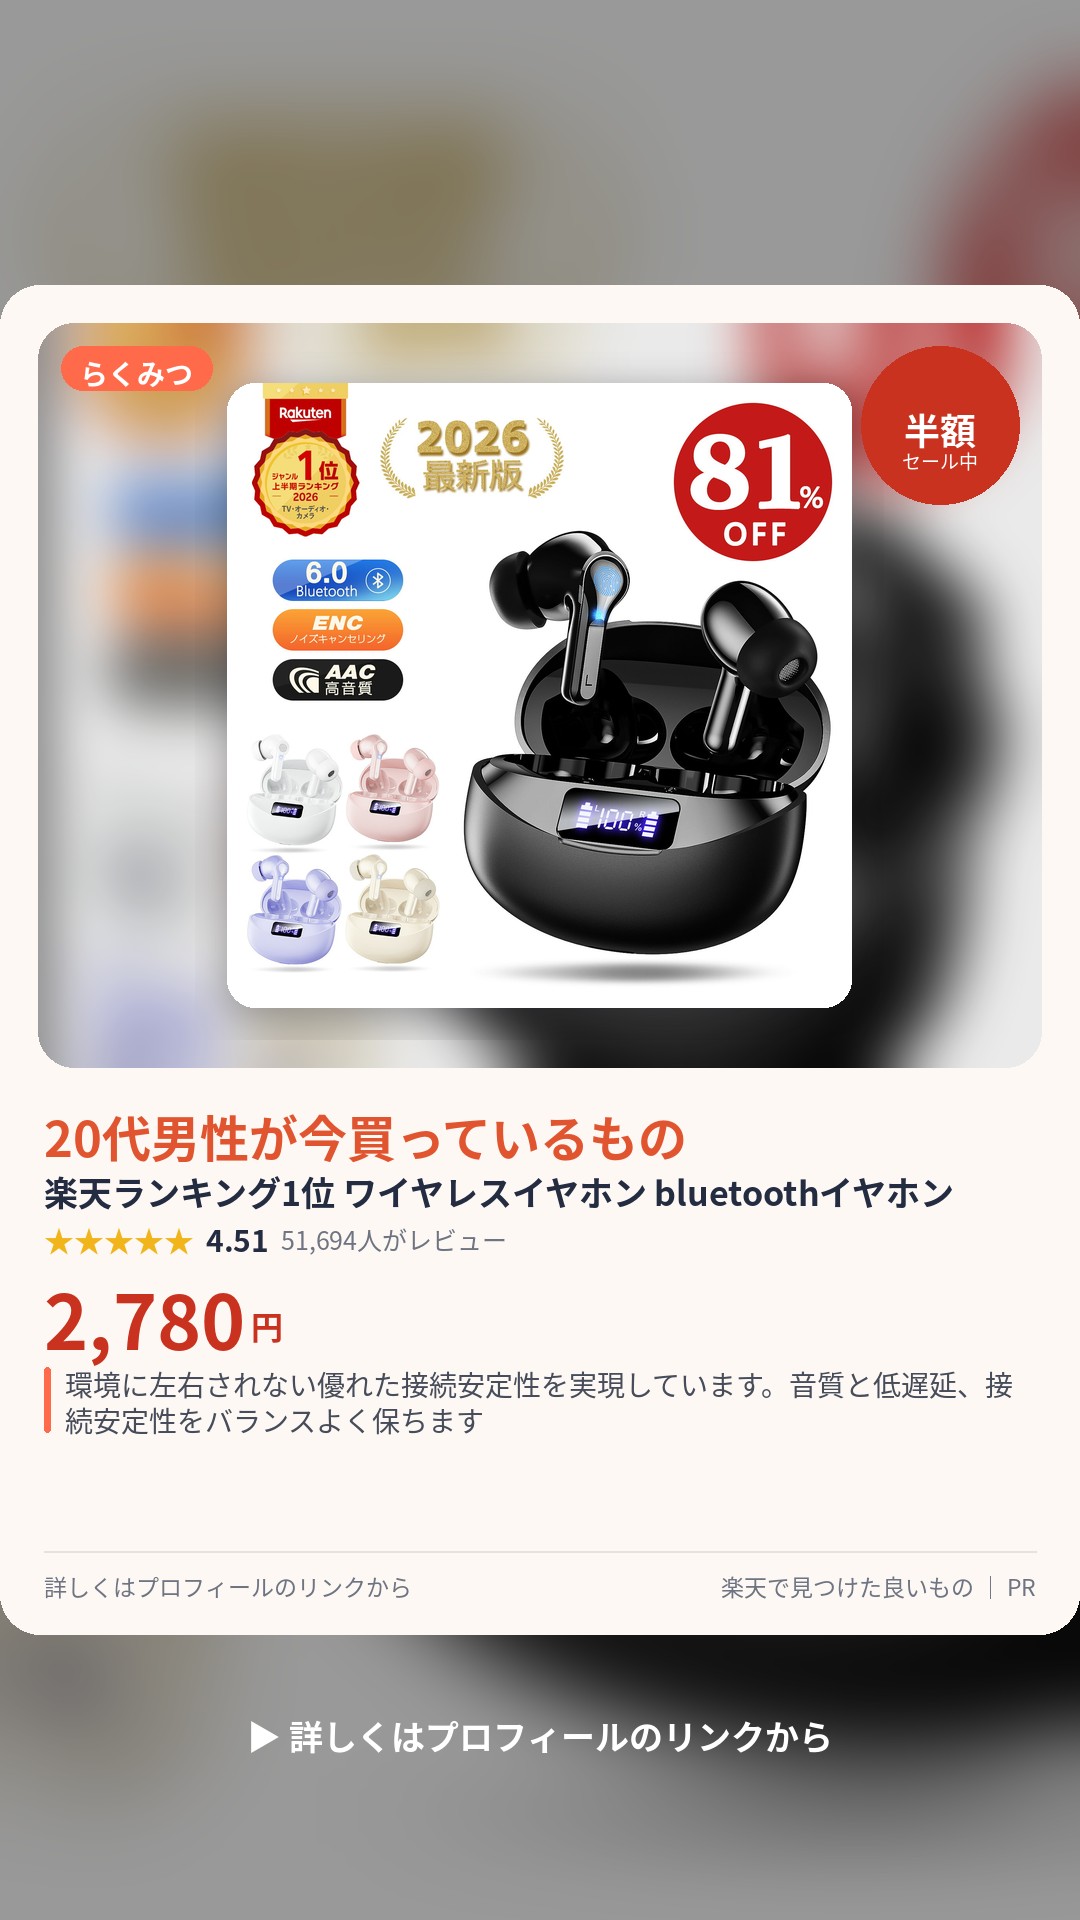 らくみつ
半額
セール中
Rakuten
ジャンル1位
上半期ランキング
2026
TV・オーディオ・
カメラ
2026
最新版
81%
OFF
6.0
Bluetooth
ENC
ノイズキャンセリング
AAC
高音質
L
L100%R
20代男性が今買っているもの
楽天ランキング1位 ワイヤレスイヤホン bluetoothイヤホン
★★★★★ 4.51 51,694人がレビュー
2,780円
環境に左右されない優れた接続安定性を実現しています。音質と低遅延、接
続安定性をバランスよく保ちます
詳しくはプロフィールのリンクから
楽天で見つけた良いもの｜PR
▶ 詳しくはプロフィールのリンクから